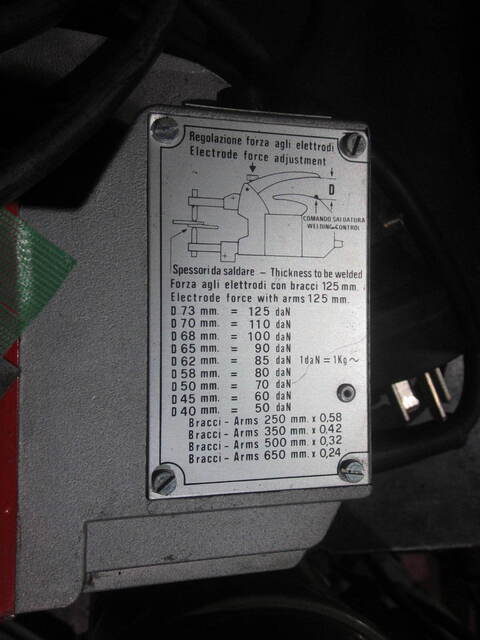 Regolazione forza agli elettrodi
Electrode force adjustment
D
COMANDO SALDATURA
WELDING CONTROL
Spessori da saldare - Thickness to be welded
Forza agli elettrodi con bracci 125 mm.
Electrode force with arms 125 mm.
D 73 mm. = 125 daN
D 70 mm. = 110 daN
D 68 mm. = 100 daN
D 65 mm. = 90 daN
D 62 mm. = 85 daN 1daN = 1Kg ~
D 58 mm. = 80 daN
D 50 mm. = 70 daN
D 45 mm. = 60 daN
D 40 mm. = 50 daN
Bracci - Arms 250 mm. x 0,58
Bracci - Arms 350 mm. x 0,42
Bracci - Arms 500 mm. x 0,32
Bracci - Arms 650 mm. x 0,24